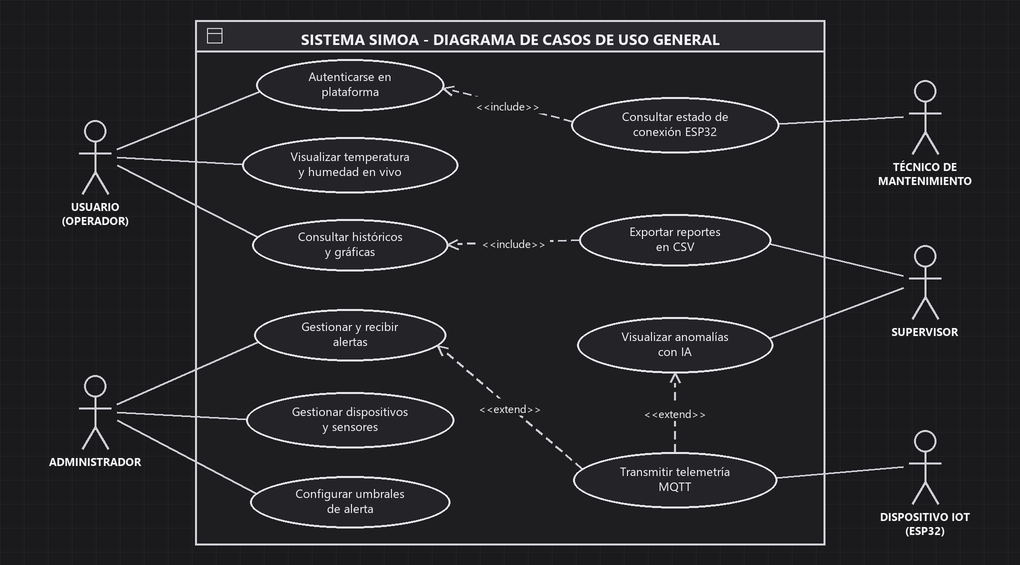 SISTEMA SIMOA - DIAGRAMA DE CASOS DE USO GENERAL
Autenticarse en
plataforma
<<include>>
Consultar estado de
conexión ESP32
TÉCNICO DE
MANTENIMIENTO
USUARIO
(OPERADOR)
Visualizar temperatura
y humedad en vivo
Consultar históricos
y gráficas
<<include>>
Exportar reportes
en CSV
SUPERVISOR
Gestionar y recibir
alertas
Visualizar anomalías
con IA
<<extend>>
<<extend>>
ADMINISTRADOR
Gestionar dispositivos
y sensores
Transmitir telemetría
MQTT
Configurar umbrales
de alerta
DISPOSITIVO IOT
(ESP32)